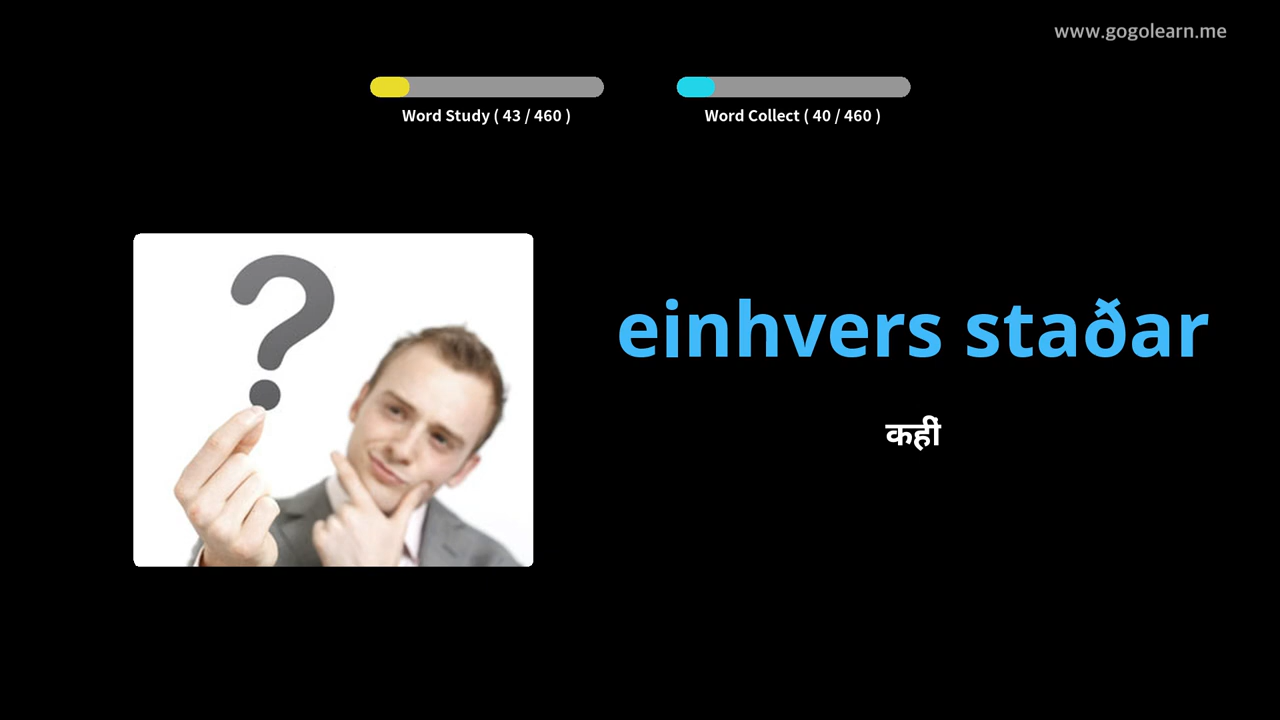 www.gogolearn.me
Word Study ( 43 / 460 )
Word Collect ( 40 / 460 )
einhvers staðar
कहीं